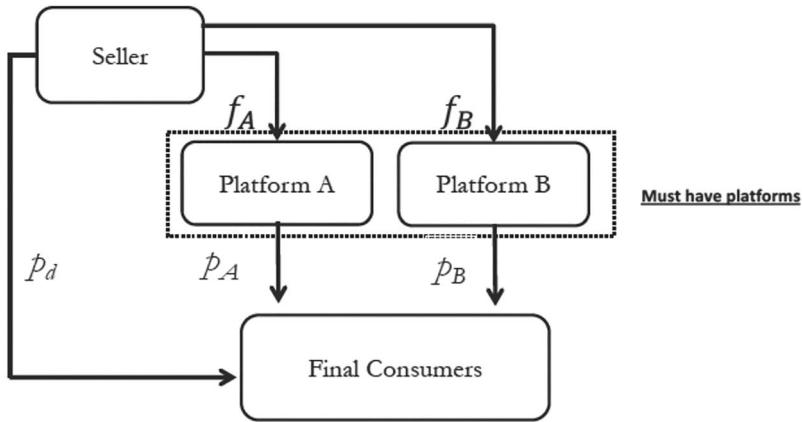 Seller
f_A
f_B
Platform A
Platform B
Must have platforms
p_d
p_A
p_B
Final Consumers